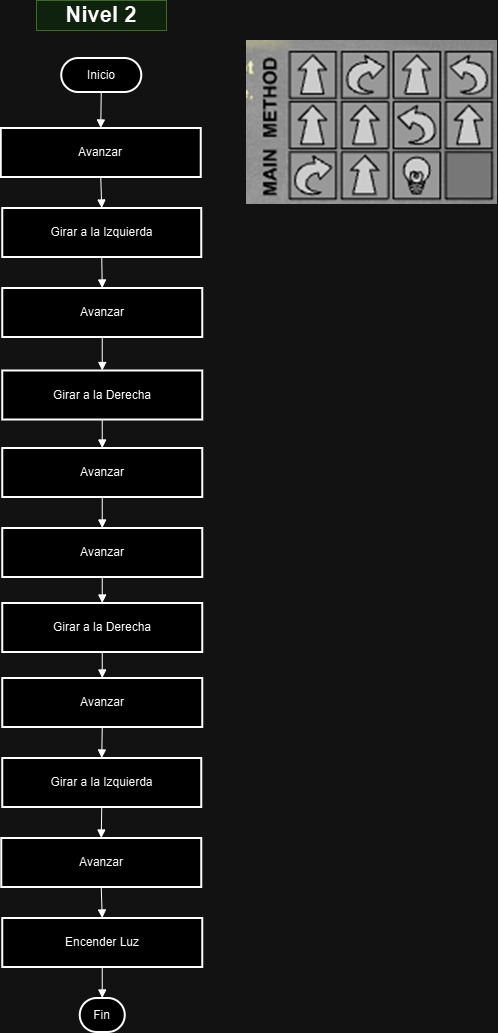 Nivel 2
Inicio
Avanzar
Girar a la Izquierda
Avanzar
Girar a la Derecha
Avanzar
Avanzar
Girar a la Derecha
Avanzar
Girar a la Izquierda
Avanzar
Encender Luz
Fin
MAIN METHOD